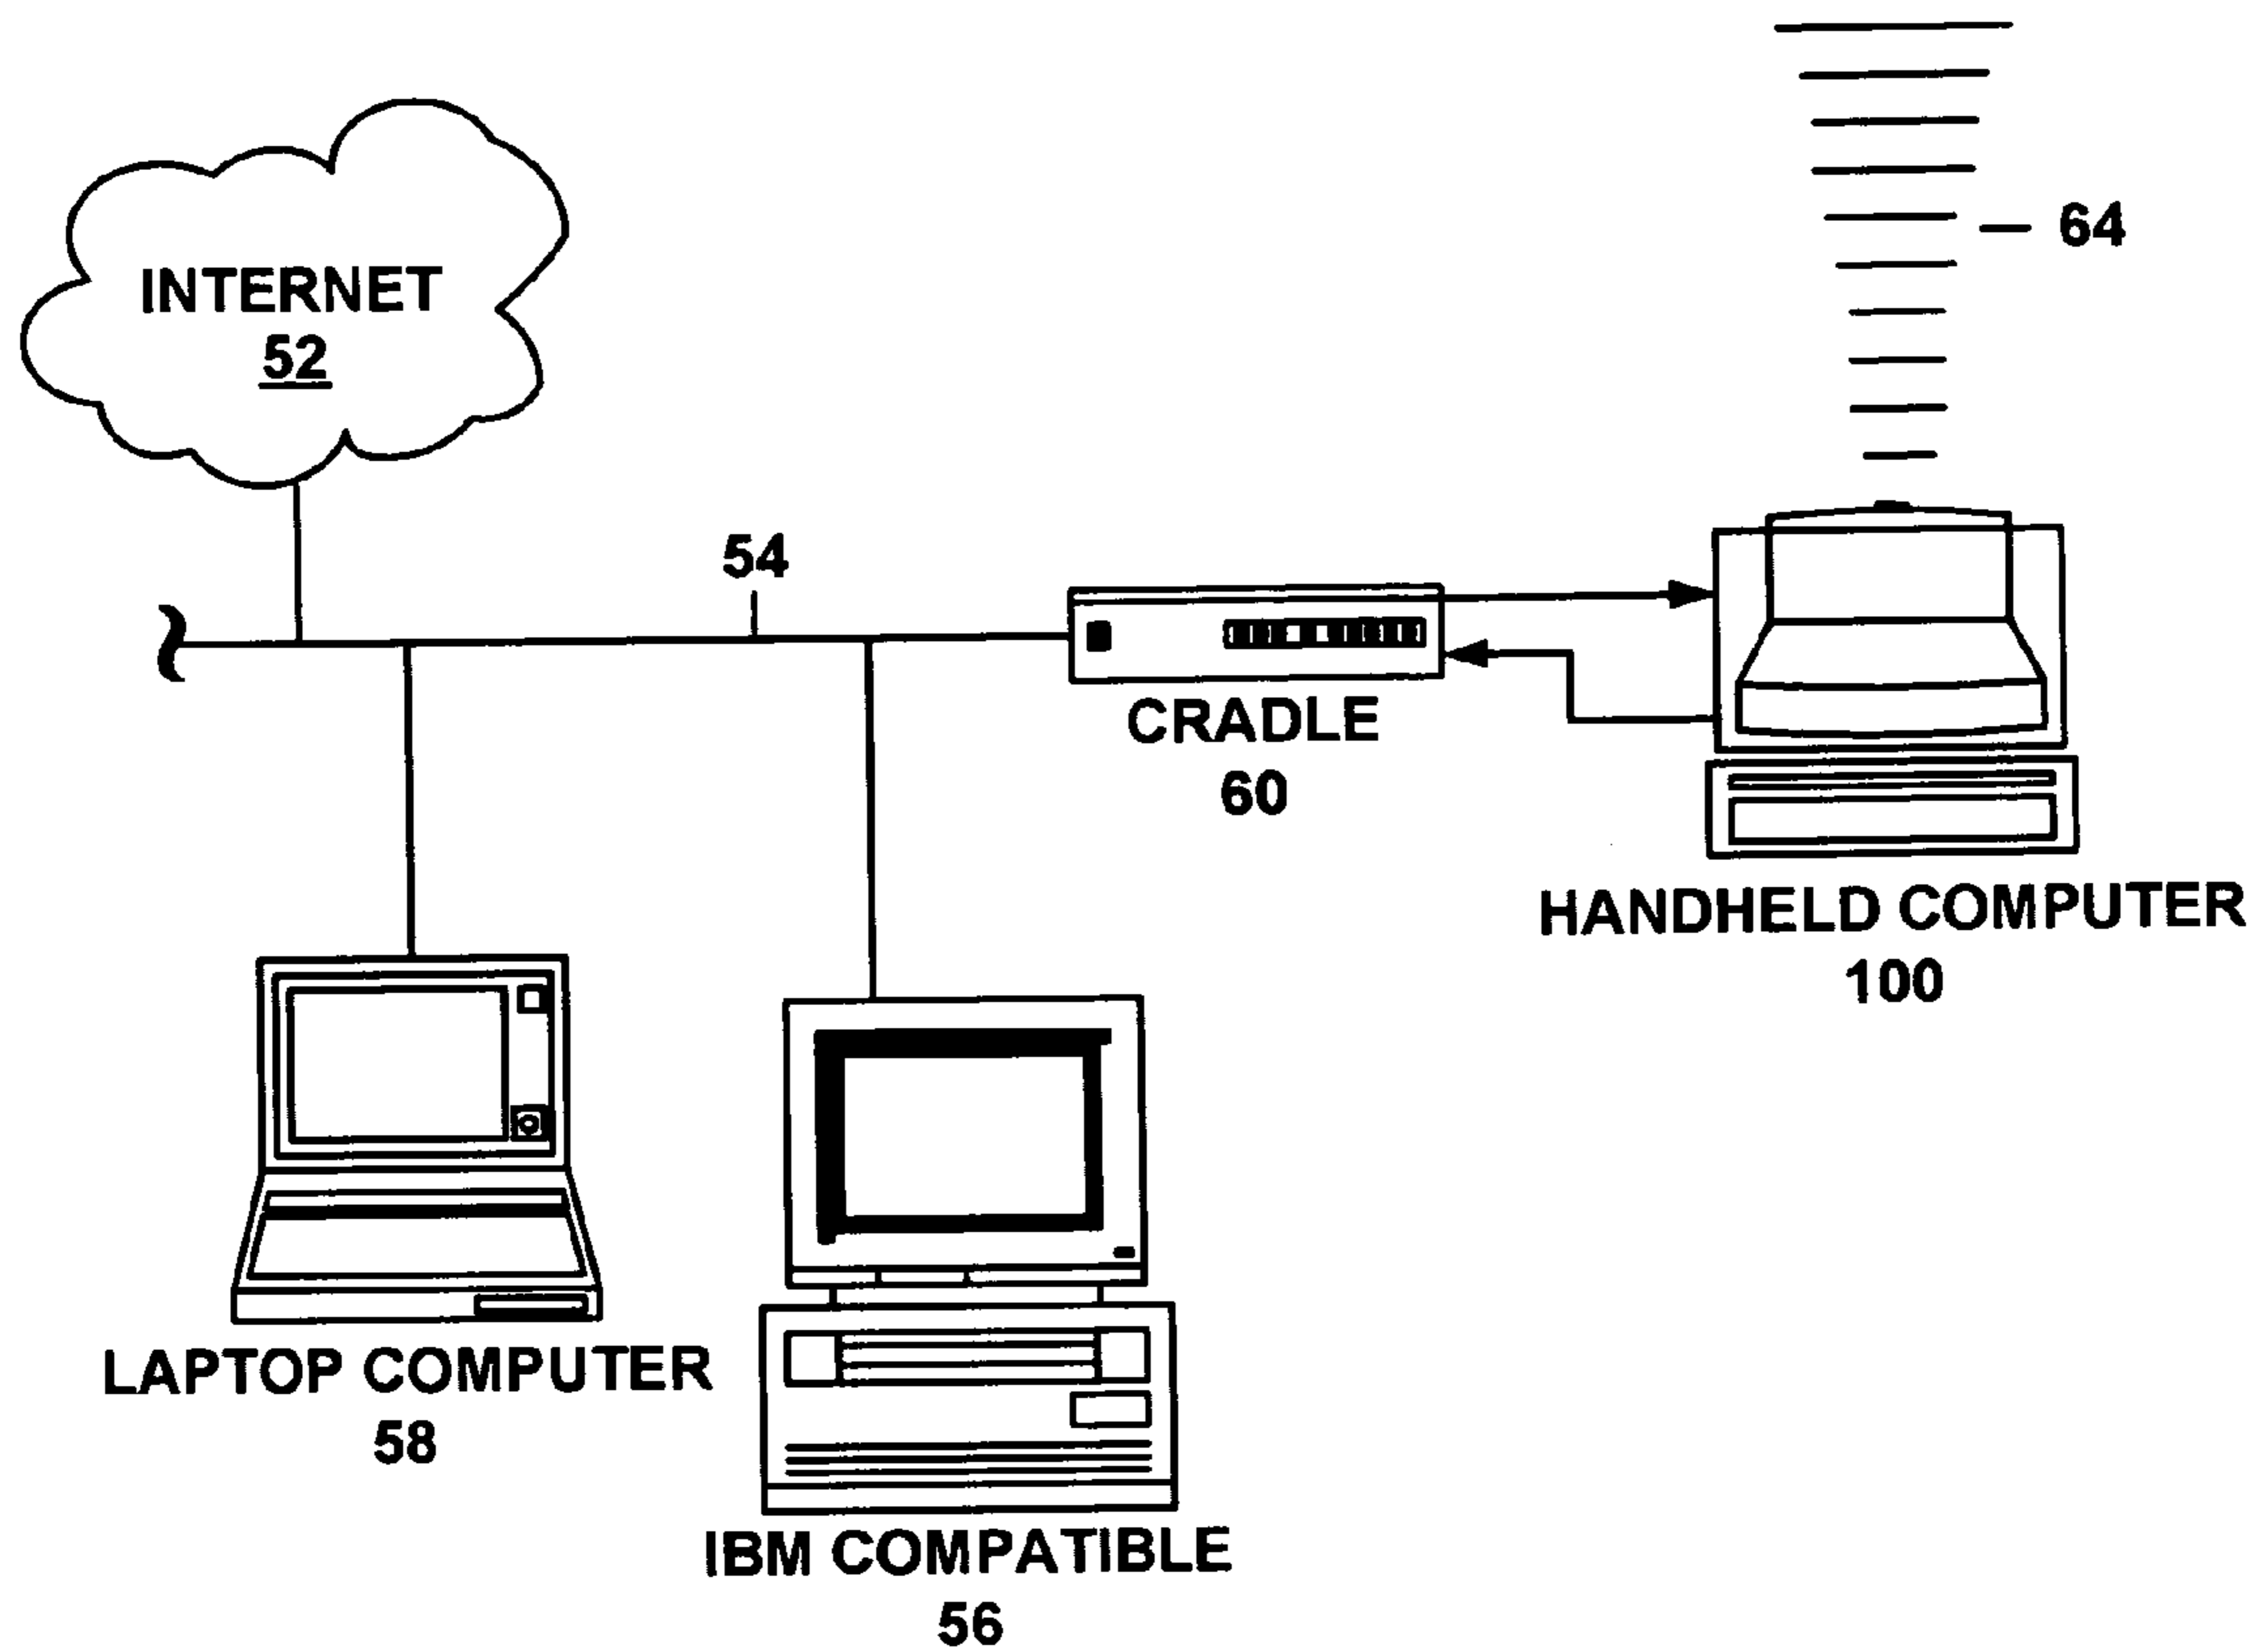 64
INTERNET
52
54
CRADLE
60
HANDHELD COMPUTER
100
LAPTOP COMPUTER
58
IBM COMPATIBLE
56